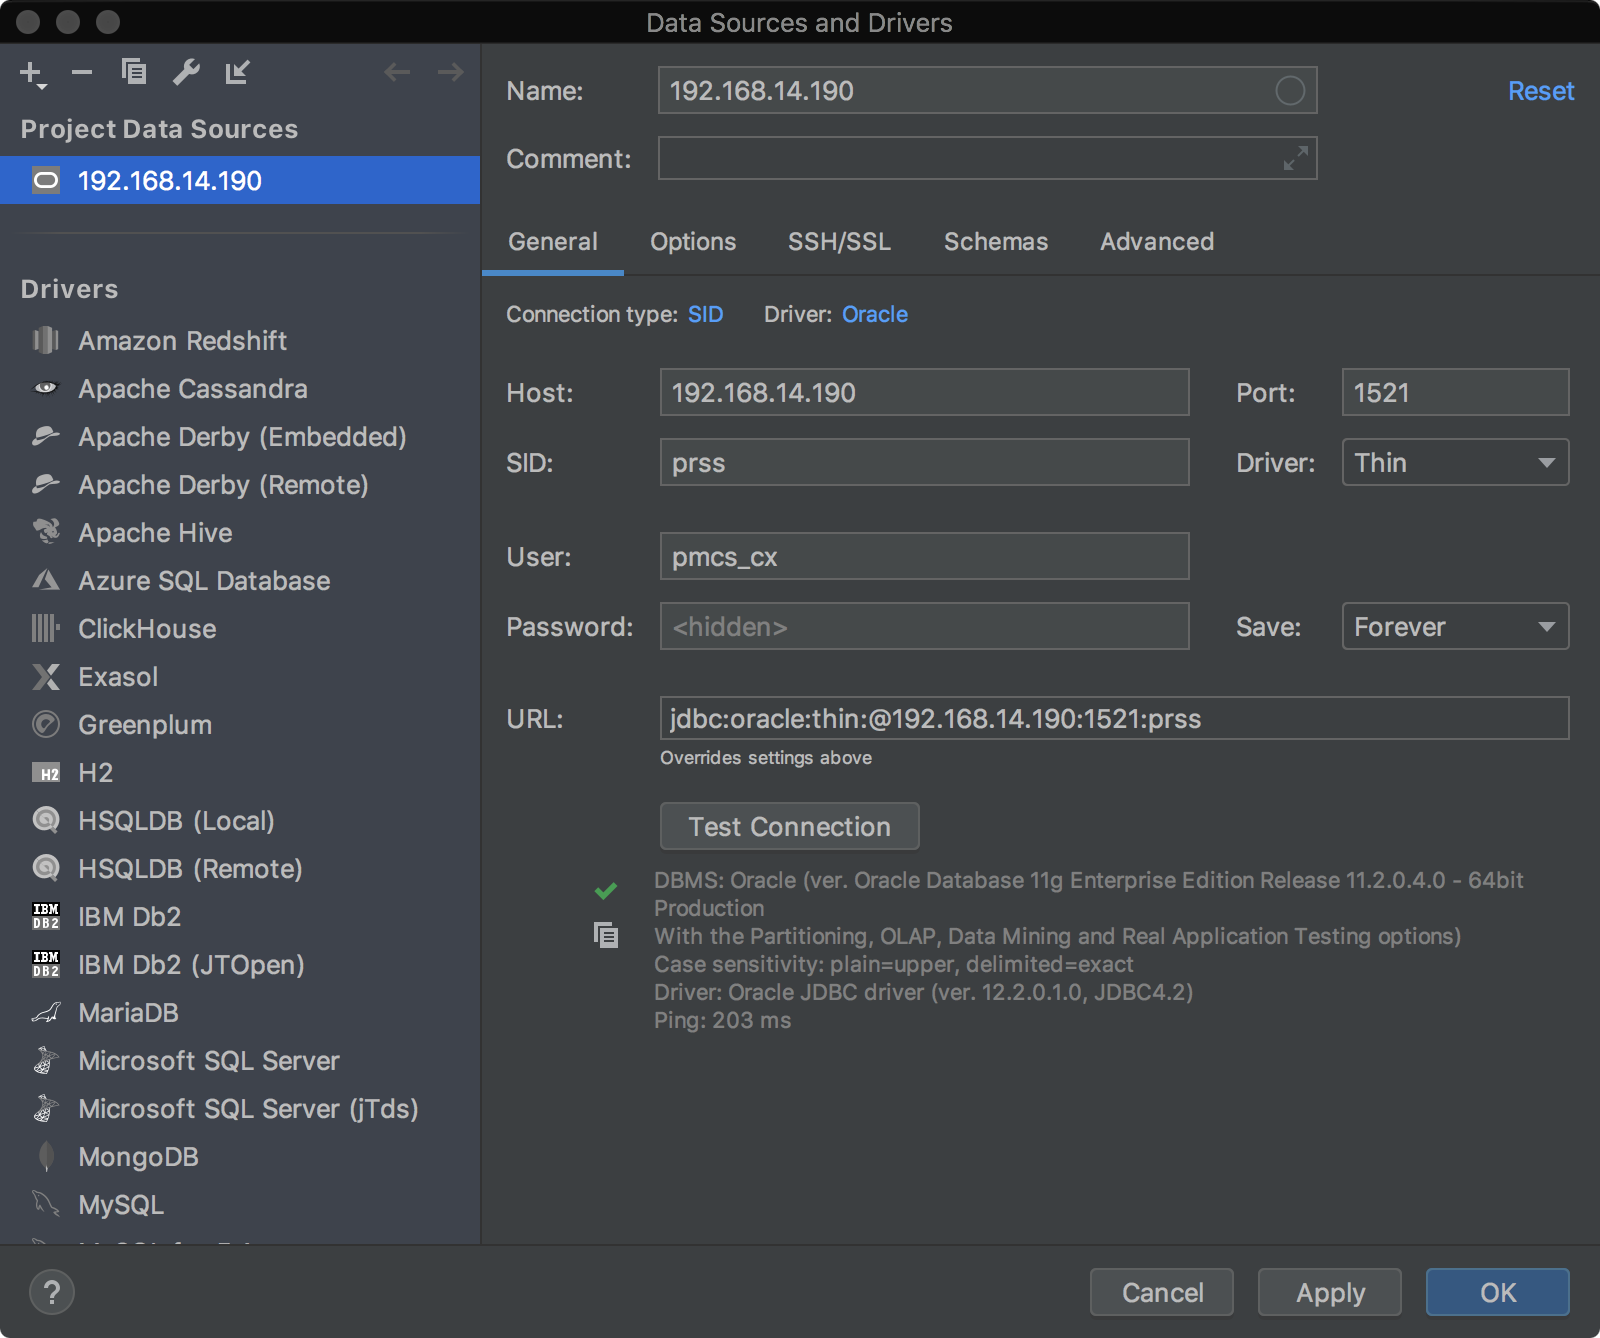 Data Sources and Drivers
Project Data Sources
192.168.14.190
Drivers
Amazon Redshift
Apache Cassandra
Apache Derby (Embedded)
Apache Derby (Remote)
Apache Hive
Azure SQL Database
ClickHouse
Exasol
Greenplum
H2 H2
HSQLDB (Local)
HSQLDB (Remote)
IBM DB2 IBM Db2
IBM DB2 IBM Db2 (JTOpen)
MariaDB
Microsoft SQL Server
Microsoft SQL Server (jTds)
MongoDB
MySQL
Name: 192.168.14.190 Reset
Comment:
General Options SSH/SSL Schemas Advanced
Connection type: SID Driver: Oracle
Host: 192.168.14.190 Port: 1521
SID: prss Driver: Thin
User: pmcs_cx
Password: <hidden> Save: Forever
URL: jdbc:oracle:thin:@192.168.14.190:1521:prss
Overrides settings above
Test Connection
DBMS: Oracle (ver. Oracle Database 11g Enterprise Edition Release 11.2.0.4.0 - 64bit
Production
With the Partitioning, OLAP, Data Mining and Real Application Testing options)
Case sensitivity: plain=upper, delimited=exact
Driver: Oracle JDBC driver (ver. 12.2.0.1.0, JDBC4.2)
Ping: 203 ms
? Cancel Apply OK